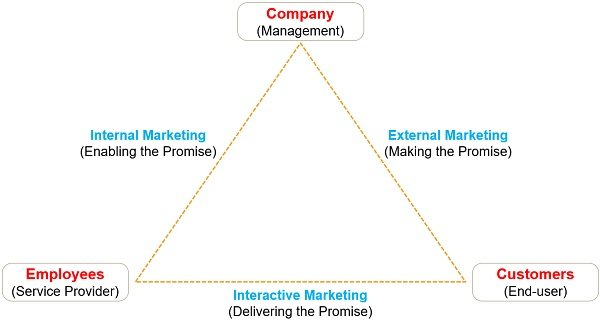 Company
(Management)
Internal Marketing
(Enabling the Promise)
External Marketing
(Making the Promise)
Employees
(Service Provider)
Interactive Marketing
(Delivering the Promise)
Customers
(End-user)